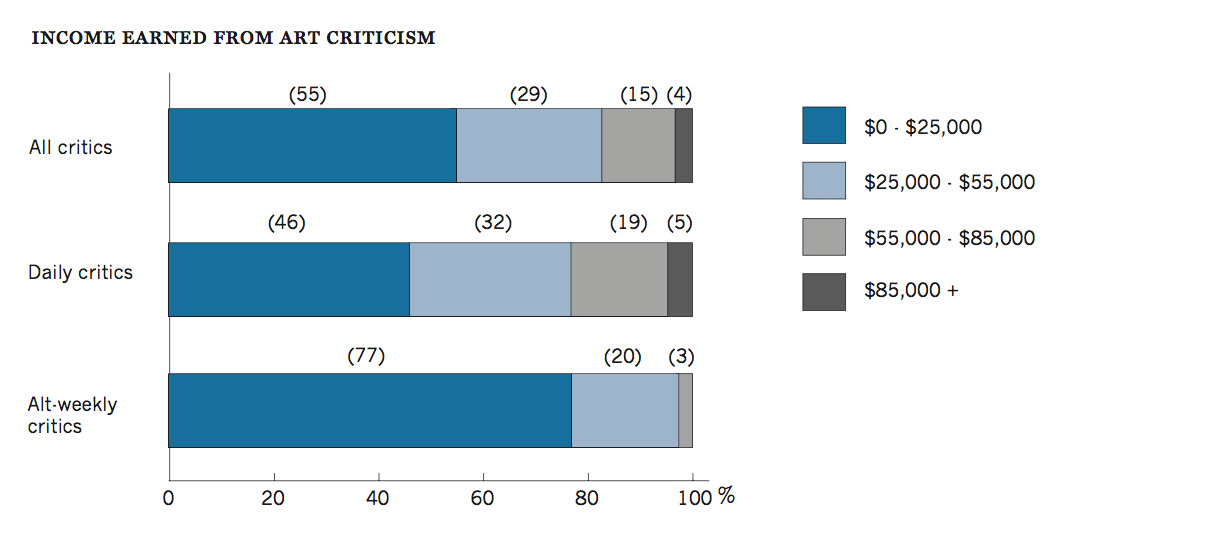 INCOME EARNED FROM ART CRITICISM
(55) (29) (15) (4)
All critics
$0 - $25,000
$25,000 - $55,000
(46) (32) (19) (5)
$55,000 - $85,000
Daily critics
$85,000 +
(77) (20) (3)
Alt-weekly
critics
0 20 40 60 80 100 %